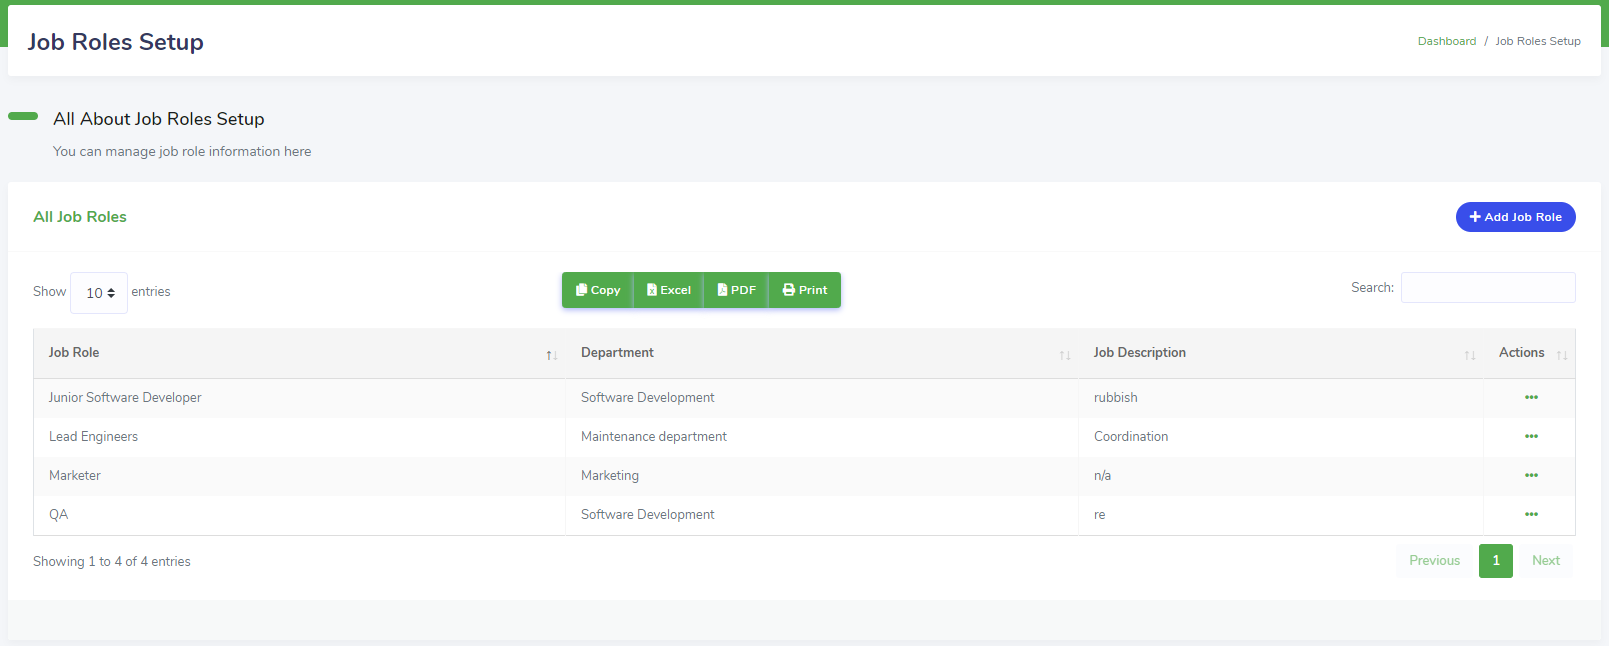 Job Roles Setup
Dashboard / Job Roles Setup
All About Job Roles Setup
You can manage job role information here
All Job Roles
Add Job Role
Show 10 entries
Copy Excel PDF Print
Search:
Job Role Department Job Description Actions
Junior Software Developer Software Development rubbish
Lead Engineers Maintenance department Coordination
Marketer Marketing n/a
QA Software Development re
Showing 1 to 4 of 4 entries
Previous 1 Next